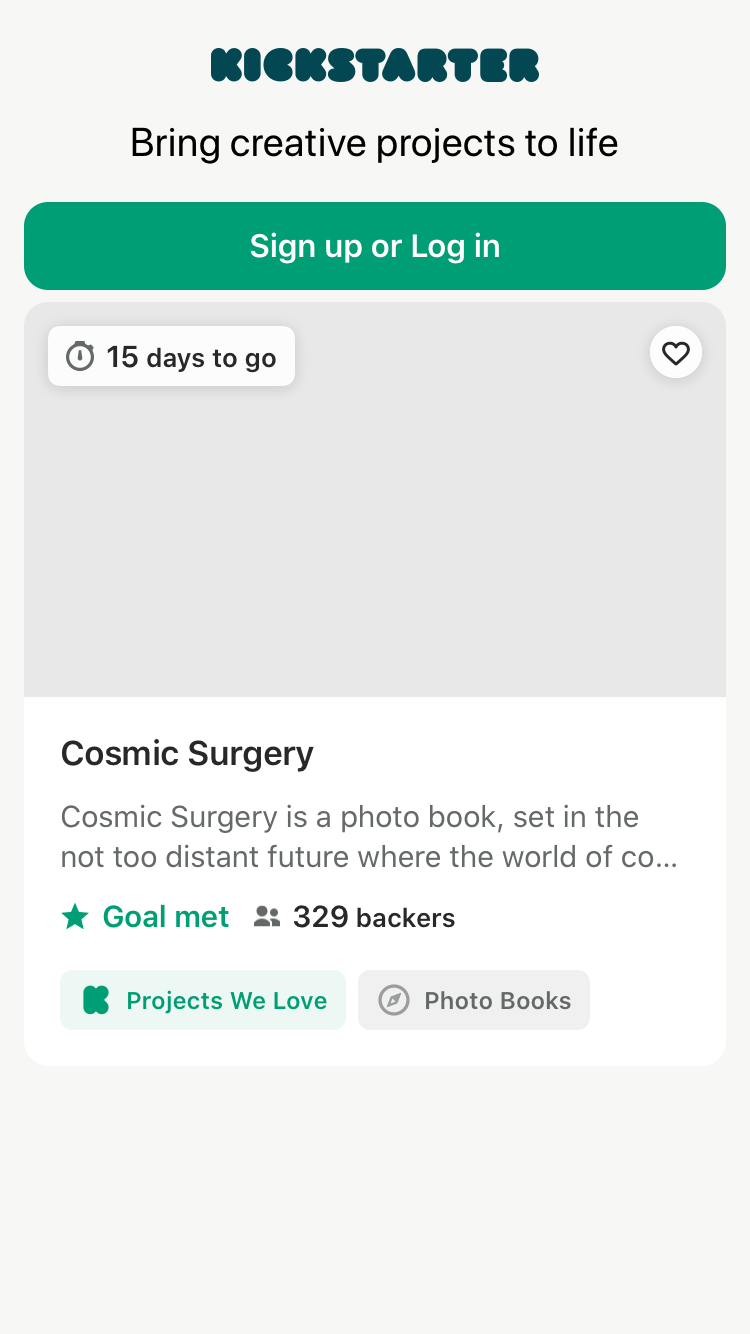 KICKSTARTER
Bring creative projects to life
Sign up or Log in
15 days to go
Cosmic Surgery
Cosmic Surgery is a photo book, set in the
not too distant future where the world of co...
Goal met 329 backers
Projects We Love Photo Books